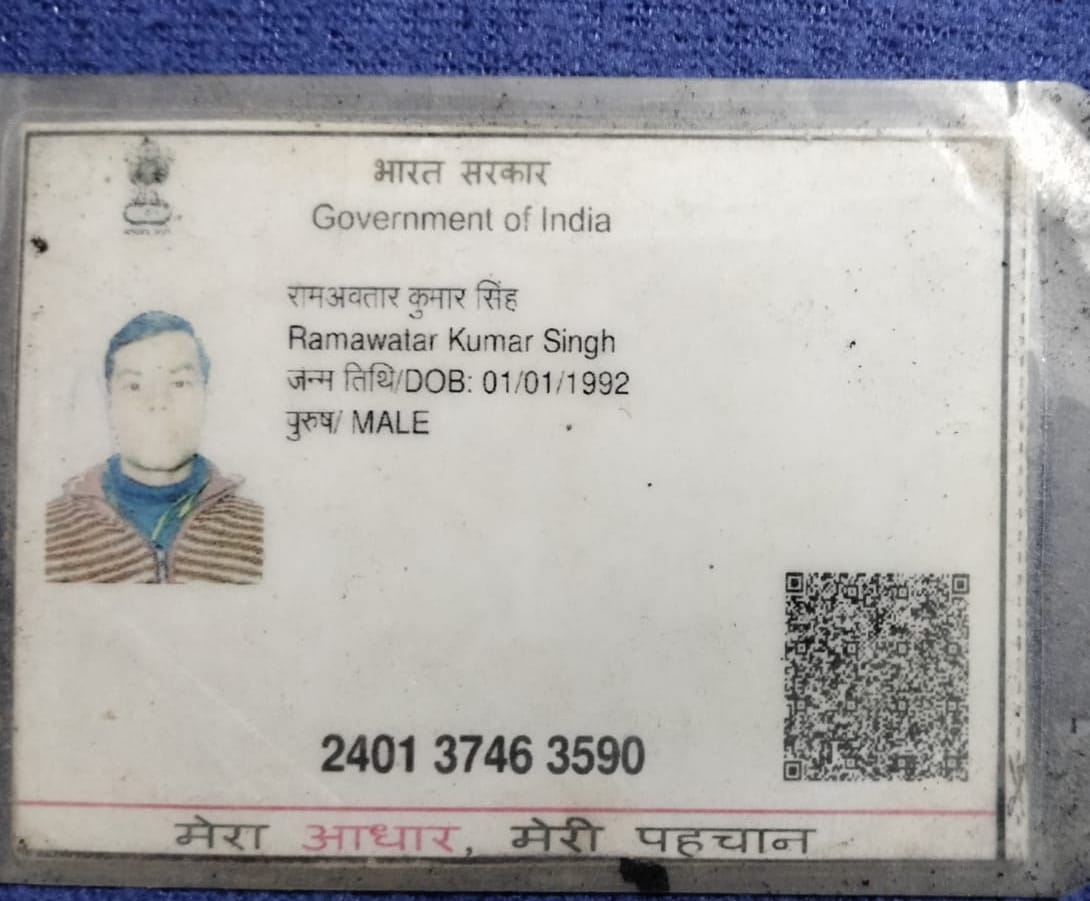 भारत सरकार
Government of India
रामअवतार कुमार सिंह
Ramawatar Kumar Singh
जन्म तिथि/DOB: 01/01/1992
पुरुष/ MALE
2401 3746 3590
मेरा आधार, मेरी पहचान